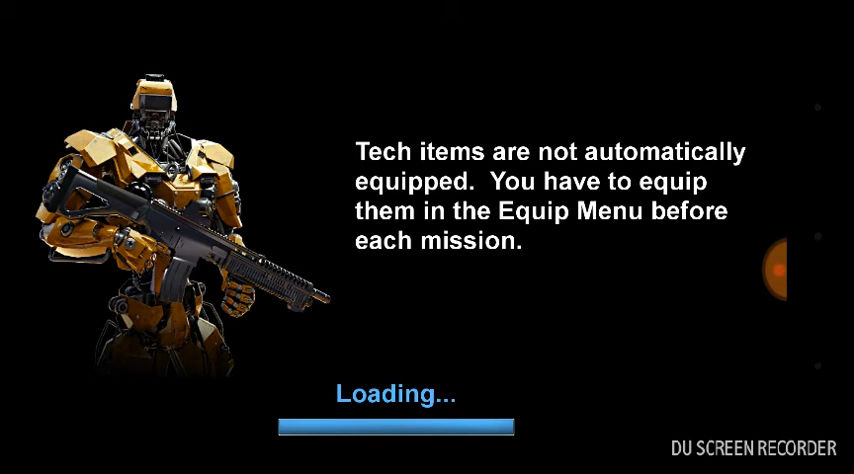 Tech items are not automatically
equipped.  You have to equip
them in the Equip Menu before
each mission.
Loading...
DU SCREEN RECORDER